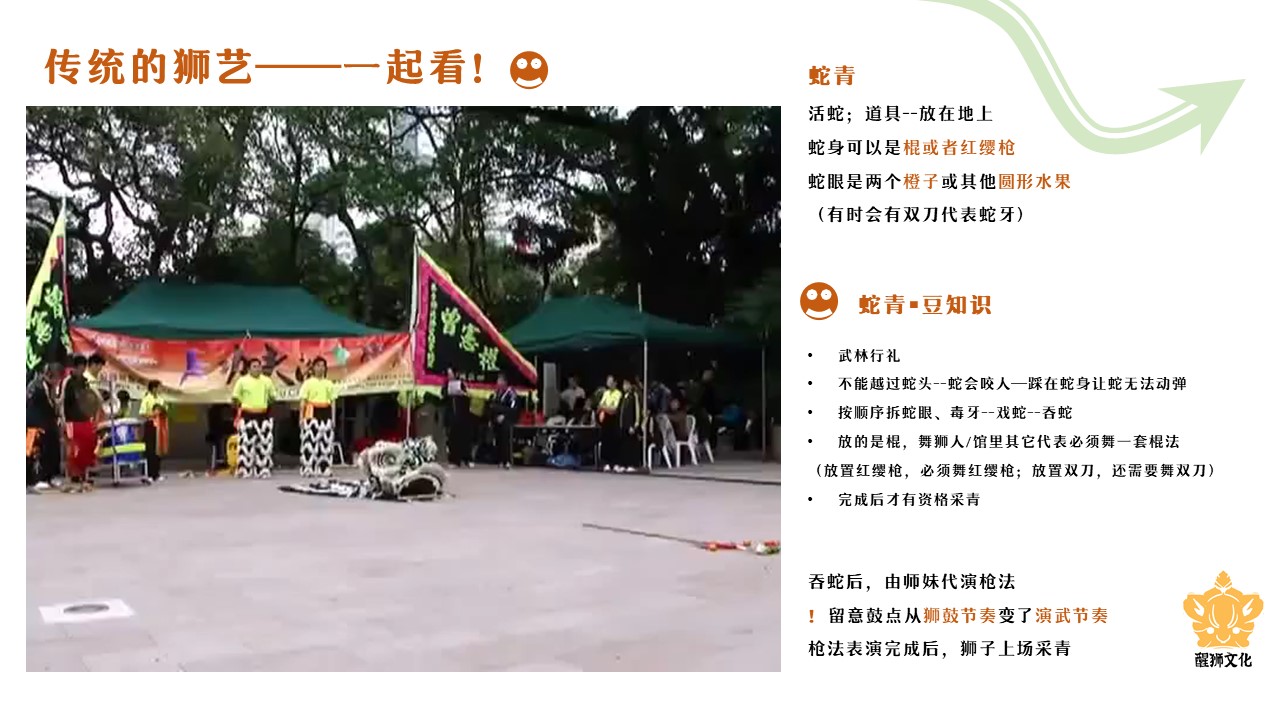 传统的狮艺——一起看！
蛇青
活蛇；道具--放在地上
蛇身可以是棍或者红缨枪
蛇眼是两个橙子或其他圆形水果
（有时会有双刀代表蛇牙）
蛇青▪豆知识
• 武林行礼
• 不能越过蛇头--蛇会咬人—踩在蛇身让蛇无法动弹
• 按顺序拆蛇眼、毒牙--戏蛇--吞蛇
• 放的是棍，舞狮人/馆里其它代表必须舞一套棍法
（放置红缨枪，必须舞红缨枪；放置双刀，还需要舞双刀）
• 完成后才有资格采青
吞蛇后，由师妹代演枪法
！留意鼓点从狮鼓节奏变了演武节奏
枪法表演完成后，狮子上场采青
醒狮文化